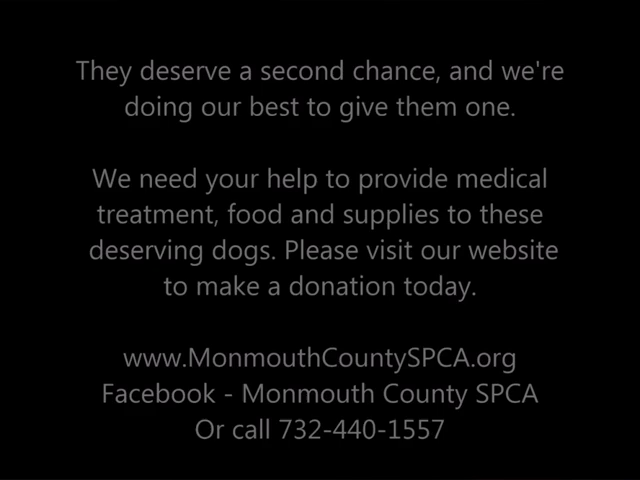 They deserve a second chance, and we're
doing our best to give them one.
We need your help to provide medical
treatment, food and supplies to these
deserving dogs. Please visit our website
to make a donation today.
www.MonmouthCountySPCA.org
Facebook - Monmouth County SPCA
Or call 732-440-1557